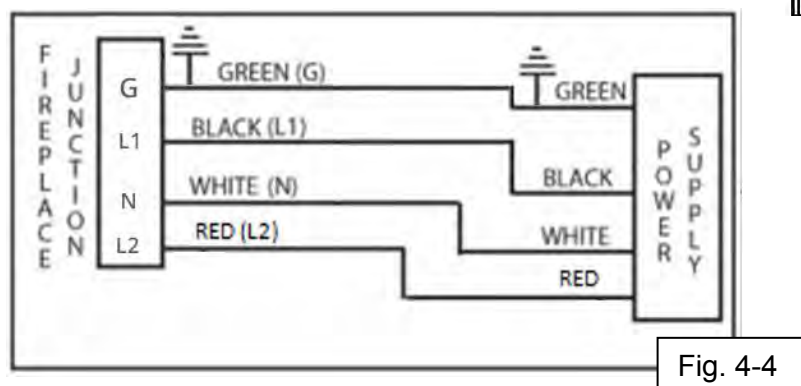 FIREPLACE
JUNCTION
G
L1
N
L2
GREEN (G)
BLACK (L1)
WHITE (N)
RED (L2)
GREEN
BLACK
WHITE
RED
POWER
SUPPLY
Fig. 4-4